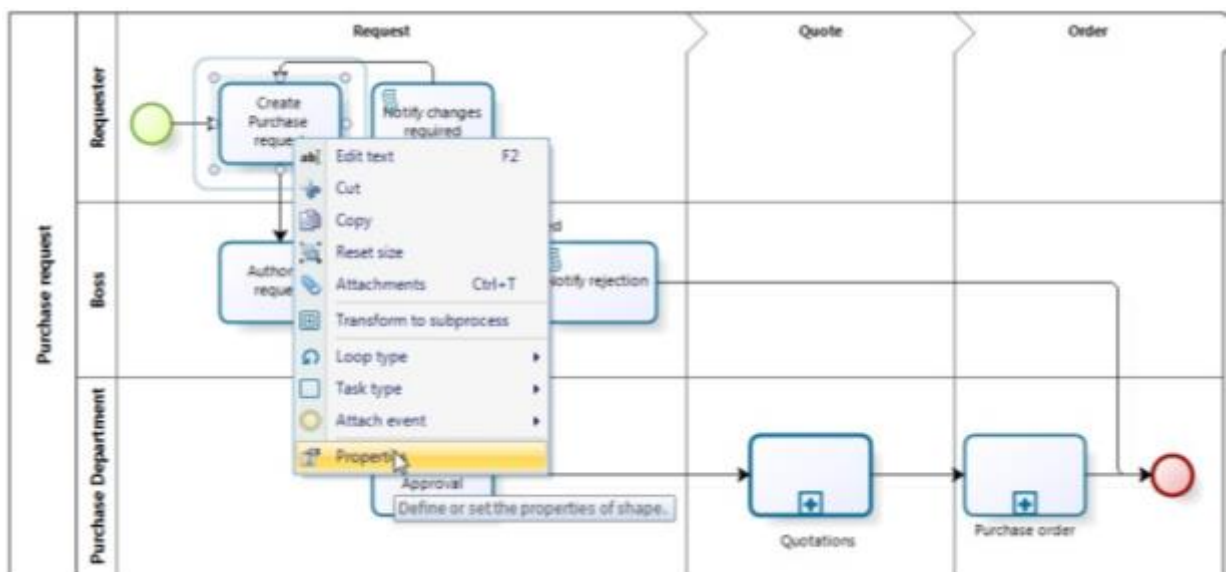 Request
Quote
Order
Purchase request
Requester
Create
Purchase
Notify changes
required
Edit text F2
Cut
Copy
Reset size
Attachments Ctrl+T
Transform to subprocess
Loop type
Task type
Attach event
Boss
rejection
Purchase Department
Approval
Define or set the properties of shape.
Quotations
Purchase order